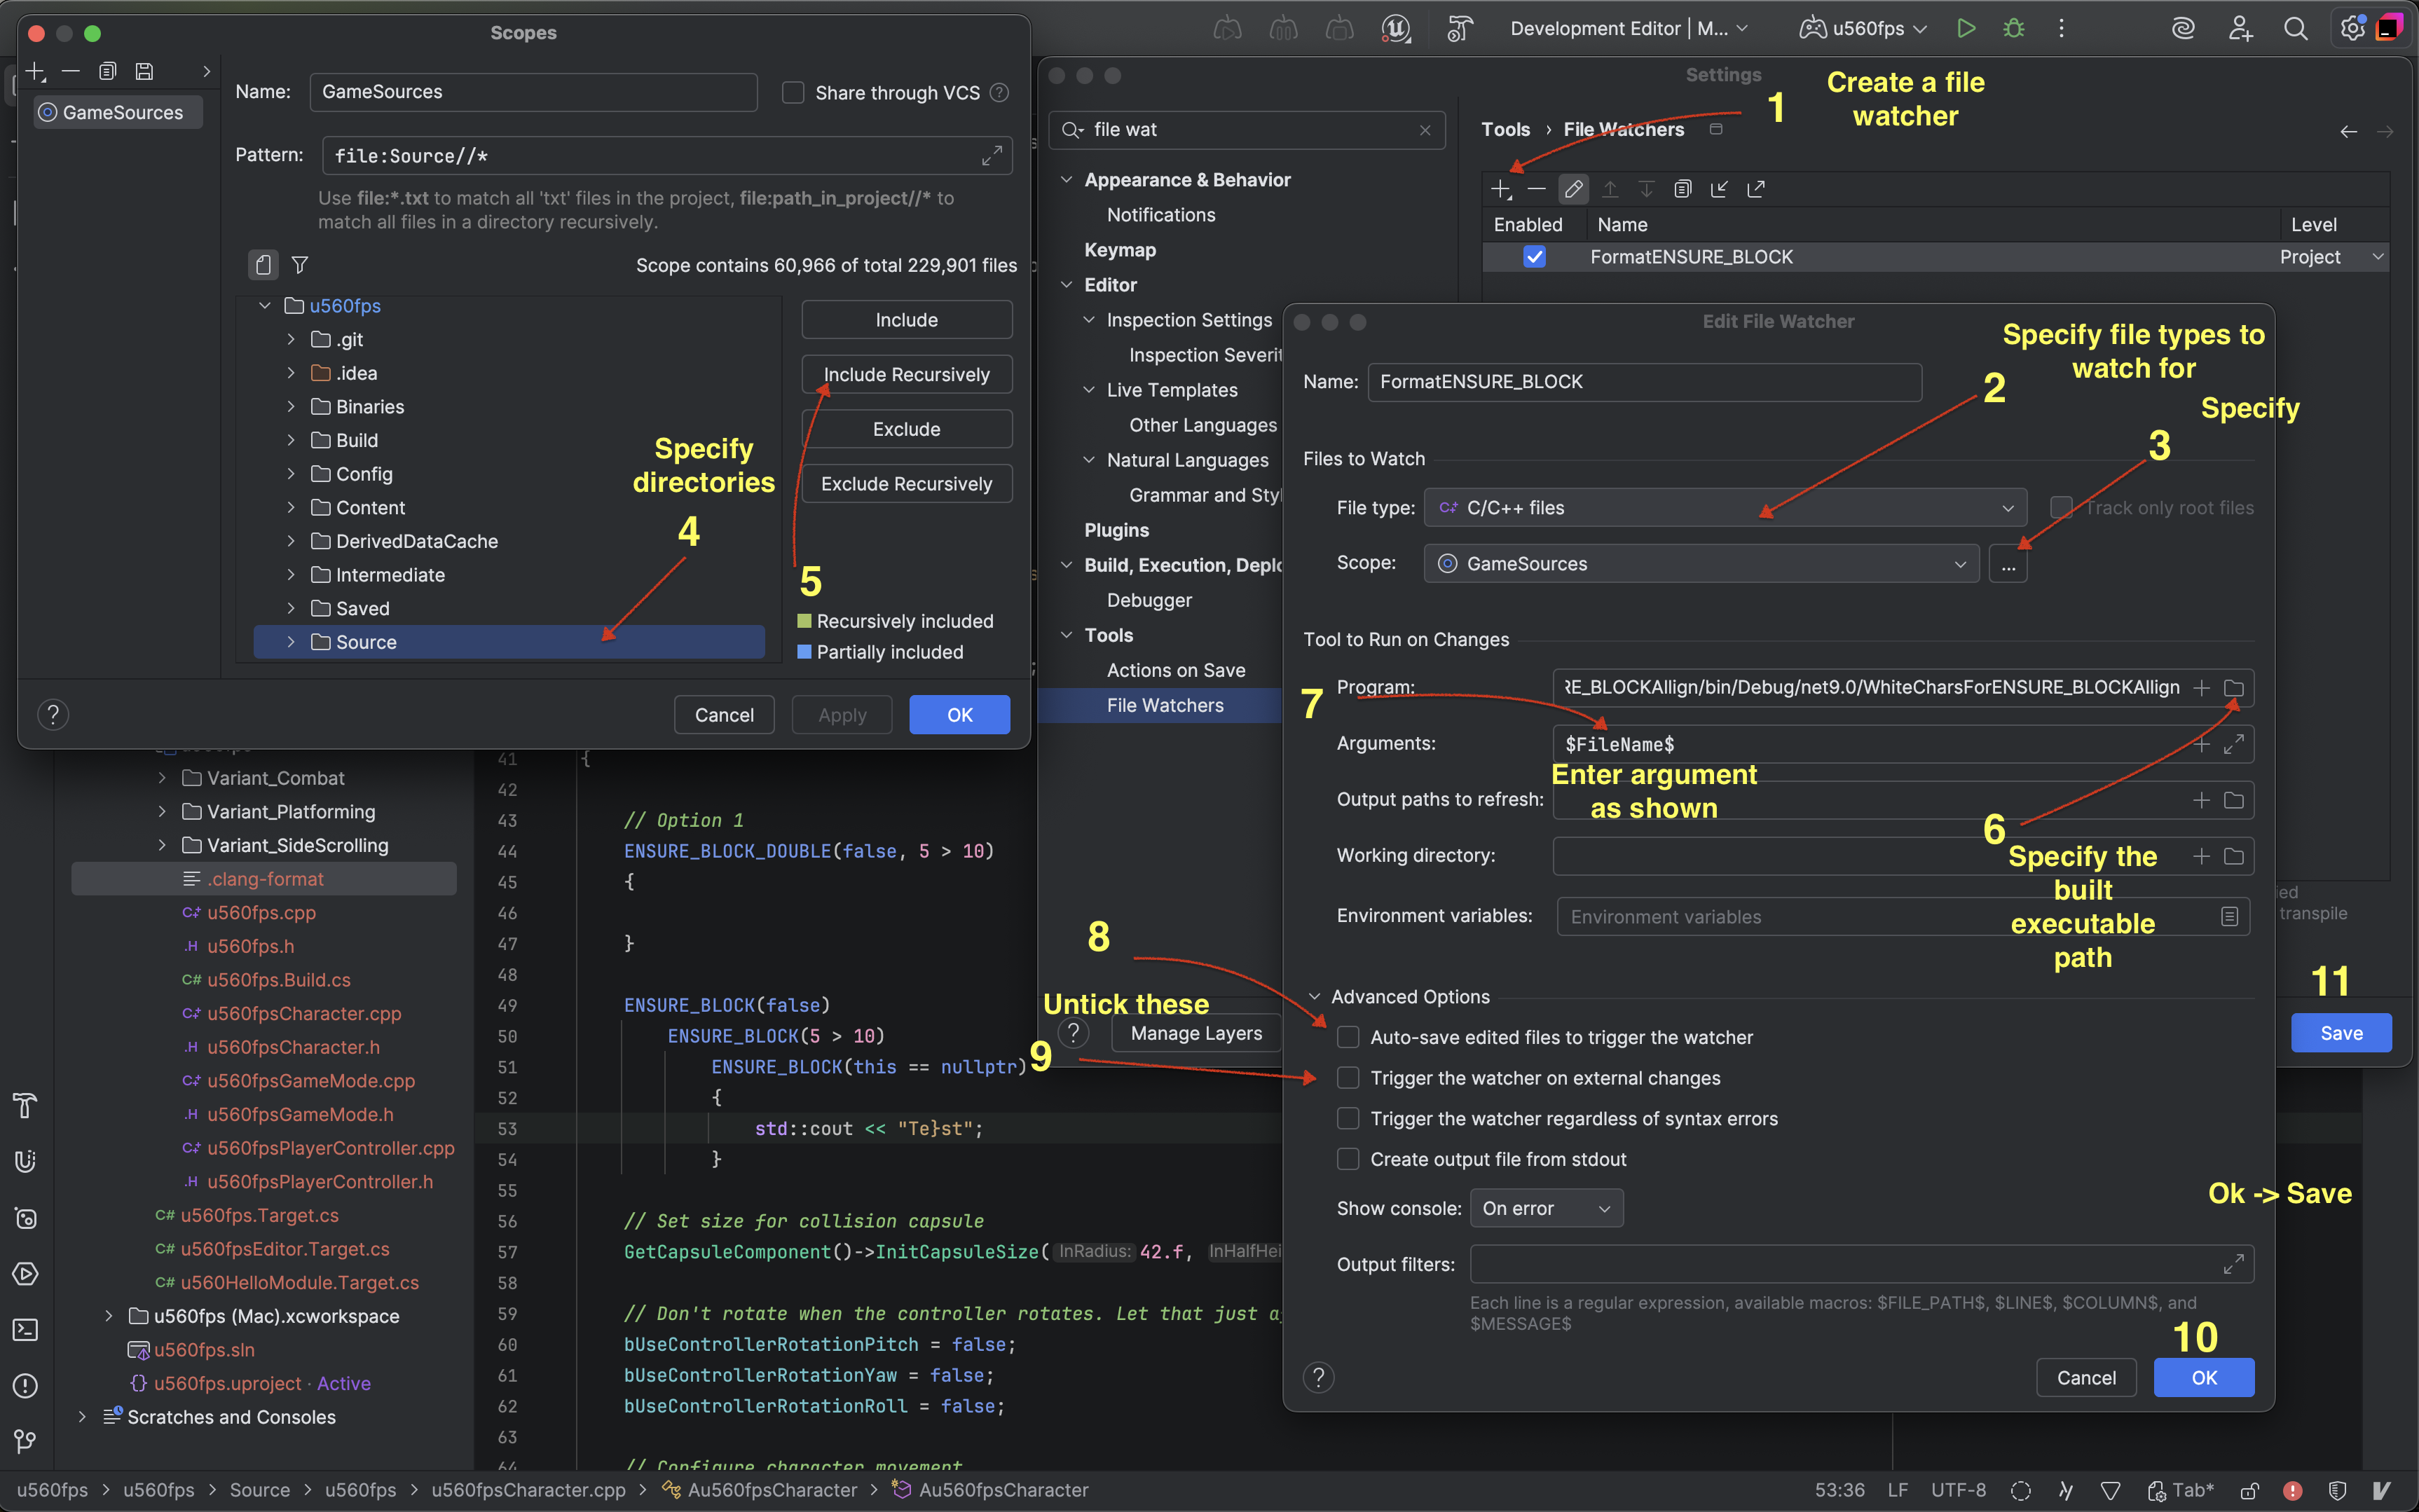 Scopes
Development Editor | M...
u560fps
GameSources
Name:
GameSources
Share through VCS
Pattern:
file:Source//*
Use file:*.txt to match all 'txt' files in the project, file:path_in_project//* to
match all files in a directory recursively.
Scope contains 60,966 of total 229,901 files
u560fps
.git
.idea
Binaries
Build
Config
Content
DerivedDataCache
Intermediate
Saved
Source
Include
Include Recursively
Exclude
Exclude Recursively
Specify
directories
4
5
Recursively included
Partially included
?
Cancel
Apply
OK
Settings
file wat
Appearance & Behavior
Notifications
Keymap
Editor
Inspection Settings
Inspection Severit
Live Templates
Other Languages
Natural Languages
Grammar and Sty
Plugins
Build, Execution, Deplo
Debugger
Tools
Actions on Save
File Watchers
Tools › File Watchers
1
Create a file
watcher
Enabled
Name
Level
FormatENSURE_BLOCK
Project
Edit File Watcher
Name:
FormatENSURE_BLOCK
Specify file types to
watch for
2
Specify
3
Files to Watch
File type:
C/C++ files
Track only root files
Scope:
GameSources
...
Tool to Run on Changes
7
Program:
RE_BLOCKAllign/bin/Debug/net9.0/WhiteCharsForENSURE_BLOCKAllign
Arguments:
$FileName$
Enter argument
as shown
Output paths to refresh:
6
Working directory:
Specify the
built
executable
path
Environment variables:
Environment variables
transpile
8
Untick these
9
Advanced Options
Auto-save edited files to trigger the watcher
Trigger the watcher on external changes
Trigger the watcher regardless of syntax errors
Create output file from stdout
Show console:
On error
Output filters:
Each line is a regular expression, available macros: $FILE_PATH$, $LINE$, $COLUMN$, and
$MESSAGE$
10
?
Cancel
OK
?
Manage Layers
11
Save
Ok -> Save
Variant_Combat
Variant_Platforming
Variant_SideScrolling
.clang-format
C++ u560fps.cpp
.H u560fps.h
C# u560fps.Build.cs
C++ u560fpsCharacter.cpp
.H u560fpsCharacter.h
C++ u560fpsGameMode.cpp
.H u560fpsGameMode.h
C++ u560fpsPlayerController.cpp
.H u560fpsPlayerController.h
C# u560fps.Target.cs
C# u560fpsEditor.Target.cs
C# u560HelloModule.Target.cs
u560fps (Mac).xcworkspace
u560fps.sln
{} u560fps.uproject · Active
Scratches and Consoles
41 {
42
43 // Option 1
44 ENSURE_BLOCK_DOUBLE(false, 5 > 10)
45 {
46
47 }
48
49 ENSURE_BLOCK(false)
50 ENSURE_BLOCK(5 > 10)
51 ENSURE_BLOCK(this == nullptr)
52 {
53 std::cout << "Te}st";
54 }
55
56 // Set size for collision capsule
57 GetCapsuleComponent()->InitCapsuleSize( InRadius: 42.f, InHalfHei
58
59 // Don't rotate when the controller rotates. Let that just a
60 bUseControllerRotationPitch = false;
61 bUseControllerRotationYaw = false;
62 bUseControllerRotationRoll = false;
63
64 // Configure character movement
u560fps > u560fps > Source > u560fps > u560fpsCharacter.cpp > Au560fpsCharacter > Au560fpsCharacter
53:36 LF UTF-8 Tab*